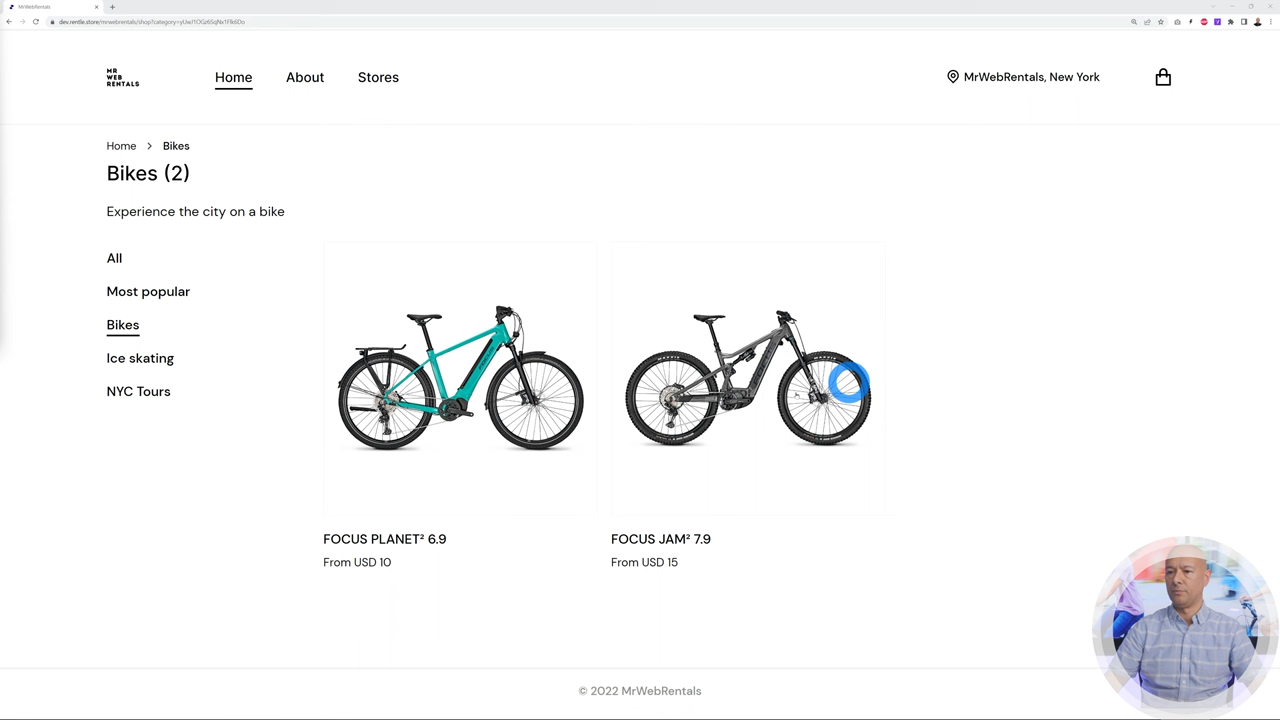 MrWebRentals
dev.rentle.store/mrwebrentals/shop?category=
MR
WEB
RENTALS
Home
About
Stores
MrWebRentals, New York
Home > Bikes
Bikes (2)
Experience the city on a bike
All
Most popular
Bikes
Ice skating
NYC Tours
FOCUS PLANET² 6.9
From USD 10
FOCUS JAM² 7.9
From USD 15
© 2022 MrWebRentals